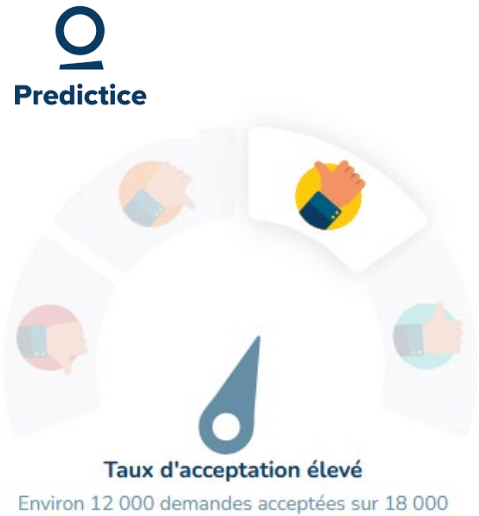 Predictice
Taux d'acceptation élevé
Environ 12 000 demandes acceptées sur 18 000